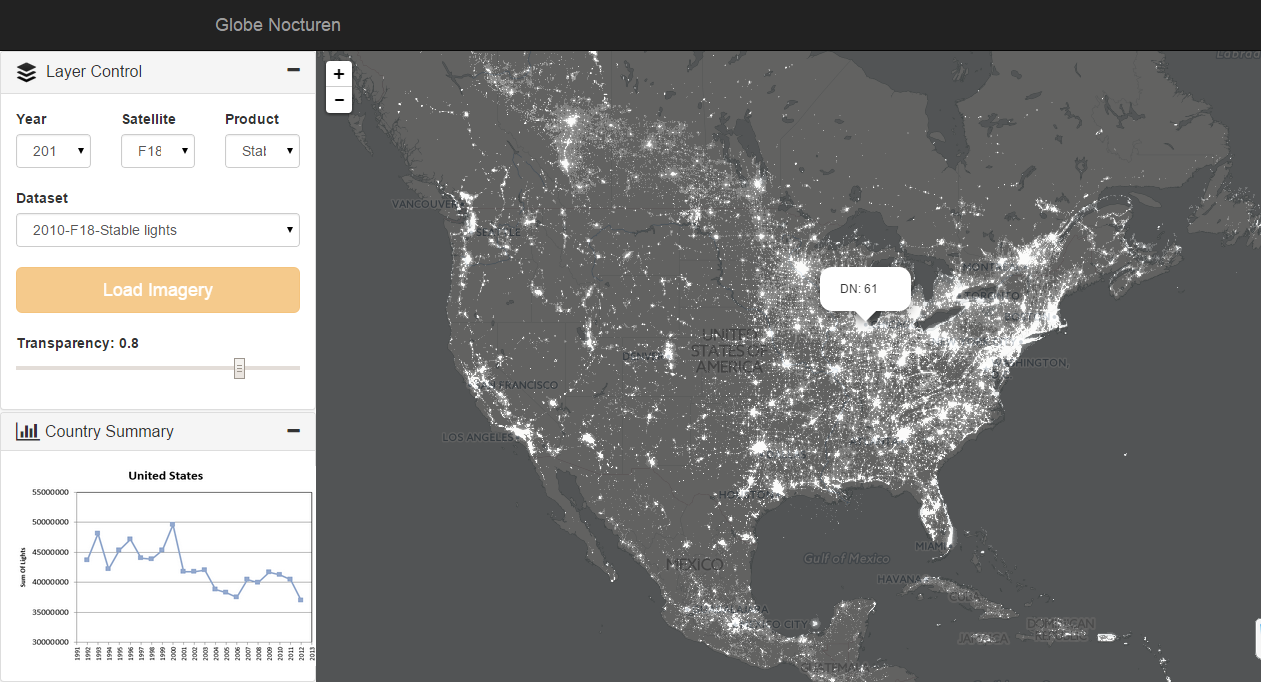 Globe Nocturen
Layer Control
Year
Satellite
Product
201
F18
Stal
Dataset
2010-F18-Stable lights
Load Imagery
Transparency: 0.8
Country Summary
United States
Sum Of Lights
55000000
50000000
45000000
40000000
35000000
30000000
1991 1992 1993 1994 1995 1996 1997 1998 1999 2000 2001 2002 2003 2004 2005 2006 2007 2008 2009 2010 2011 2012 2013
+
−
DN: 61
VANCOUVER
SEATTLE
TORONTO
UNITED
STATES OF
AMERICA
DENVER
WASHINGTON,
SAN FRANCISCO
LOS ANGELES
HOUSTON
MIAMI
Gulf of Mexico
MEXICO
HAVANA
CUBA
MEXICO CITY
DOMINICAN
REPUBLIC
JAMAICA
GUATEMALA